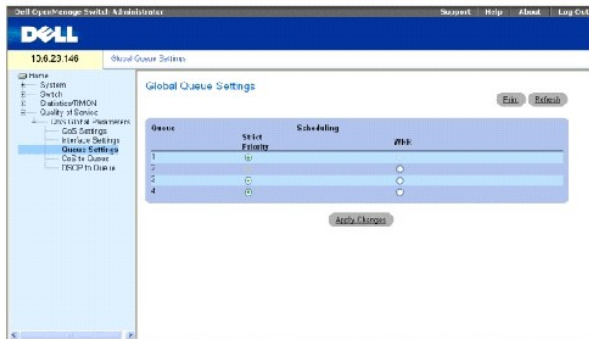 Dell OpenManage Switch Administrator
Support Help About Log Out
DELL
10.6.23.146
Global Queue Settings
Home
System
Switch
Statistics/RMON
Quality of Service
QoS Global Parameters
CoS Settings
Interface Settings
Queue Settings
CoS to Queue
DSCP to Queue
Global Queue Settings
Print Refresh
Queue Scheduling
Strict Priority WRR
1
2
3
4
Apply Changes